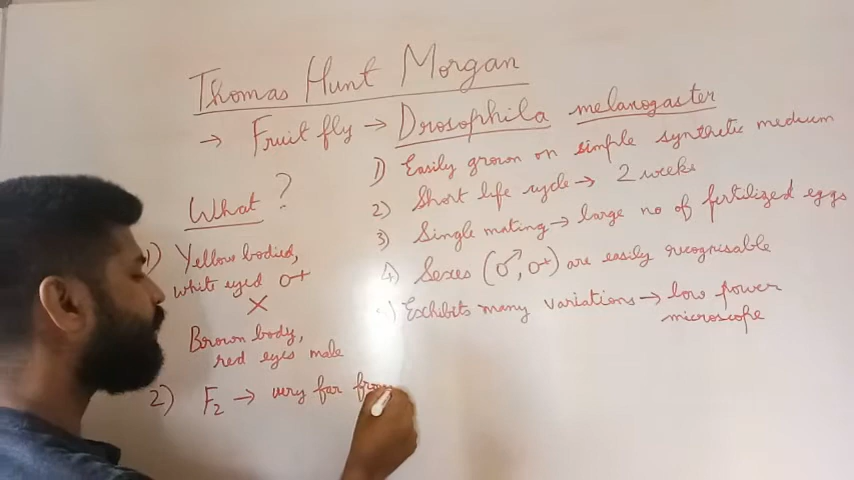 Thomas Hunt Morgan
→ Fruit fly → Drosophila melanogaster
1) Easily grown on simple synthetic medium
2) Short life cycle → 2 weeks
3) Single mating → large no of fertilized eggs
4) Sexes (♂, ♀) are easily recognisable
Exhibits many variations → low power
microscope
What ?
1) Yellow bodied,
white eyed ♀
X
Brown body,
red eyes male
2) F2 → very far from